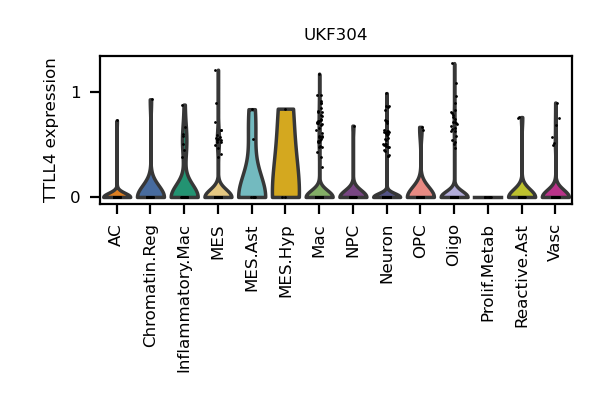 UKF304
TTLL4 expression
1
0
AC
Chromatin.Reg
Inflammatory.Mac
MES
MES.Ast
MES.Hyp
Mac
NPC
Neuron
OPC
Oligo
Prolif.Metab
Reactive.Ast
Vasc